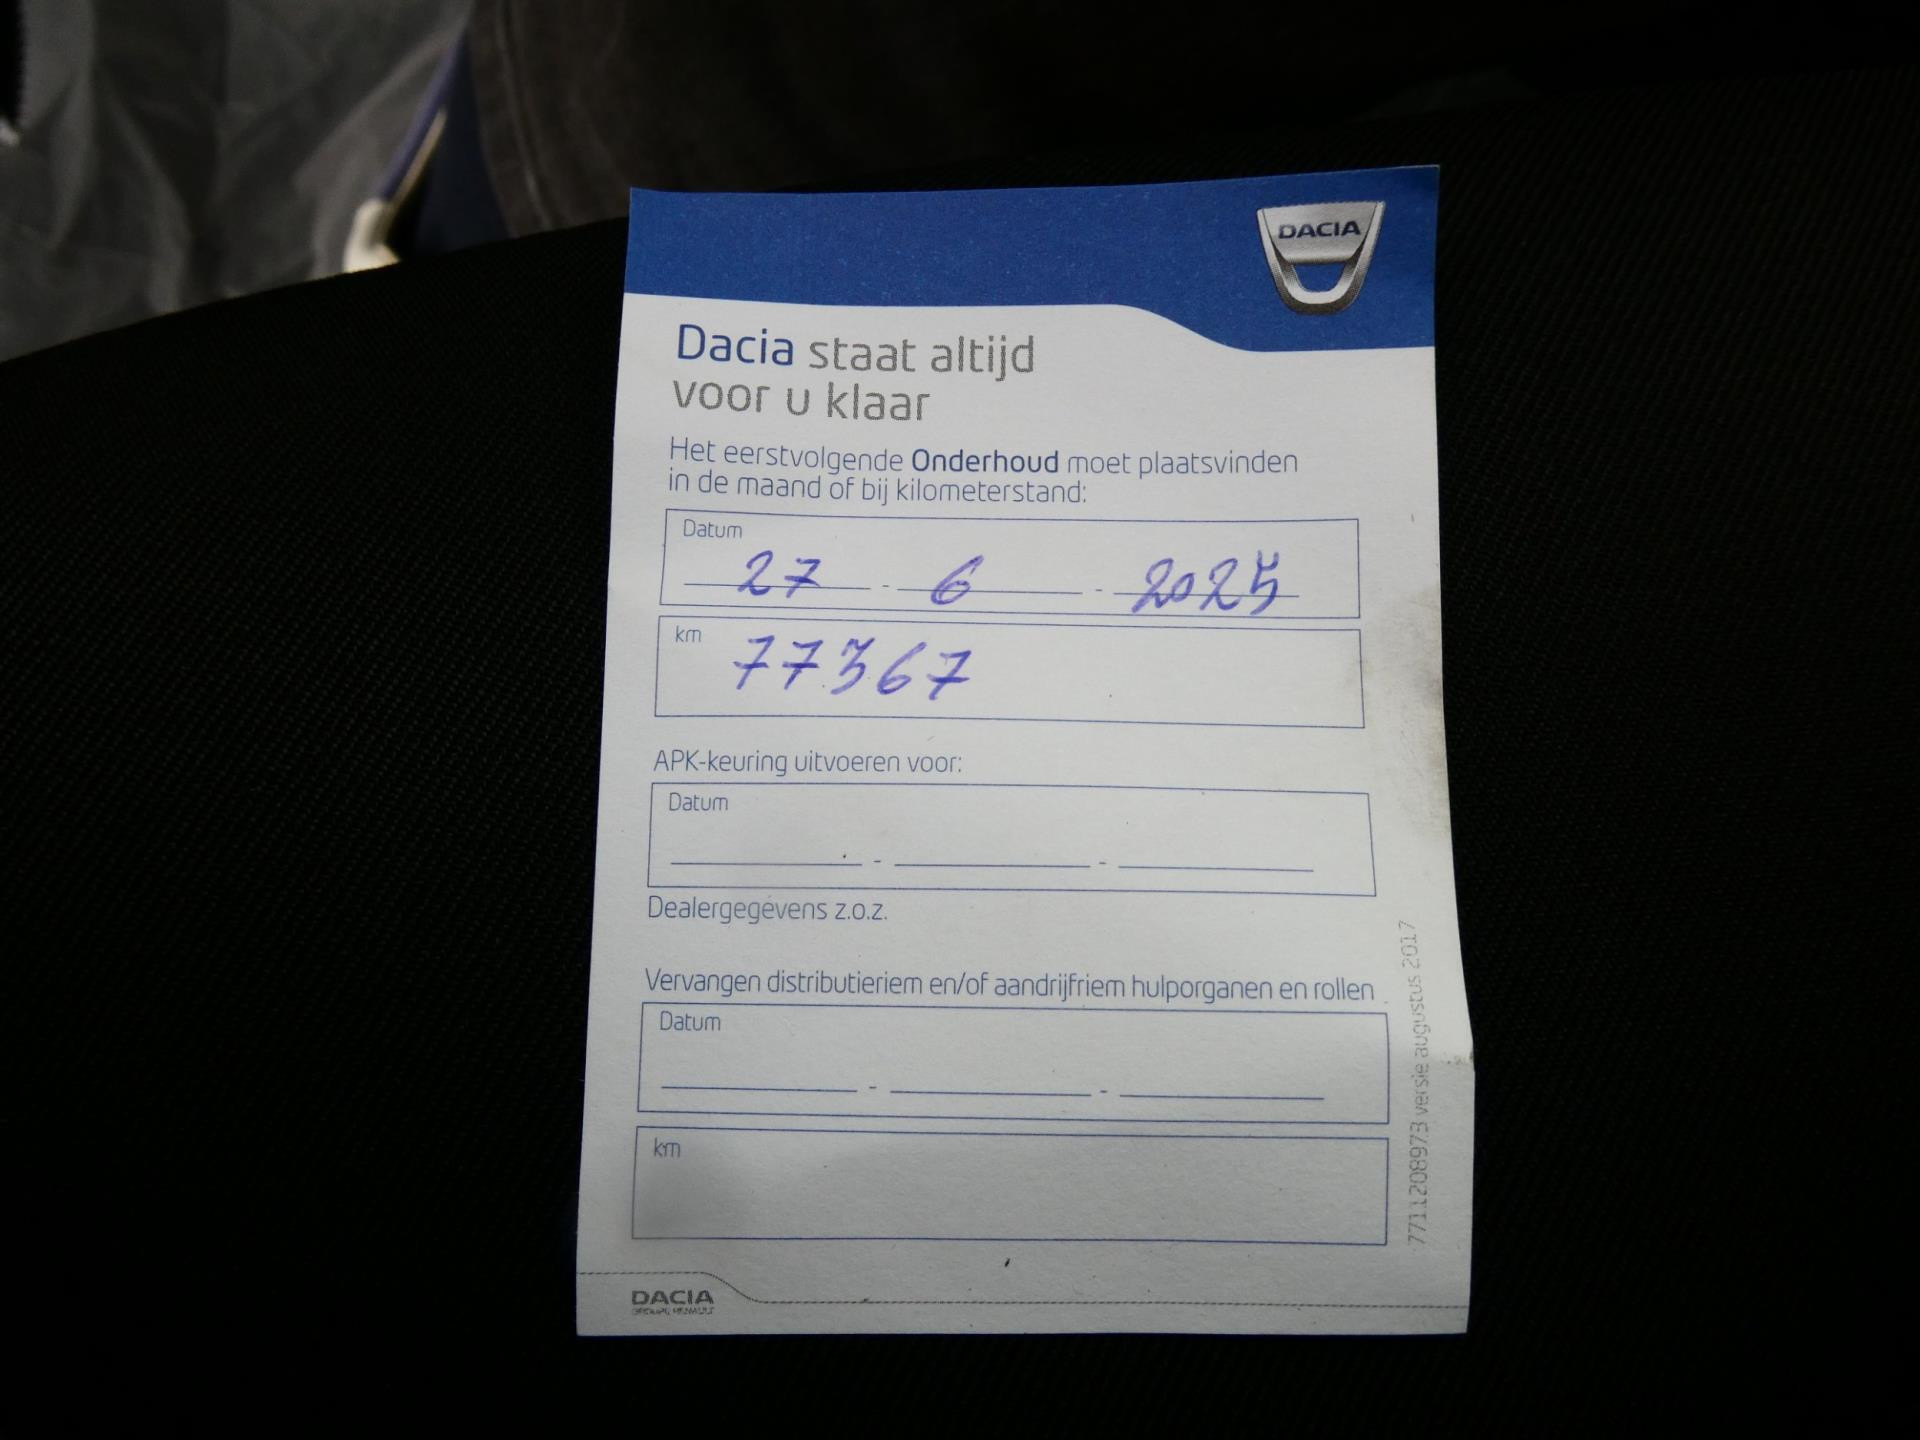 DACIA
Dacia staat altijd
voor u klaar
Het eerstvolgende Onderhoud moet plaatsvinden
in de maand of bij kilometerstand:
Datum
27 - 6 - 2025
km
77367
APK-keuring uitvoeren voor:
Datum
- -
Dealergegevens z.o.z.
Vervangen distributieriem en/of aandrijfriem hulporganen en rollen
Datum
- -
km
7711208973 versie augustus 2017
DACIA
GROUPE RENAULT